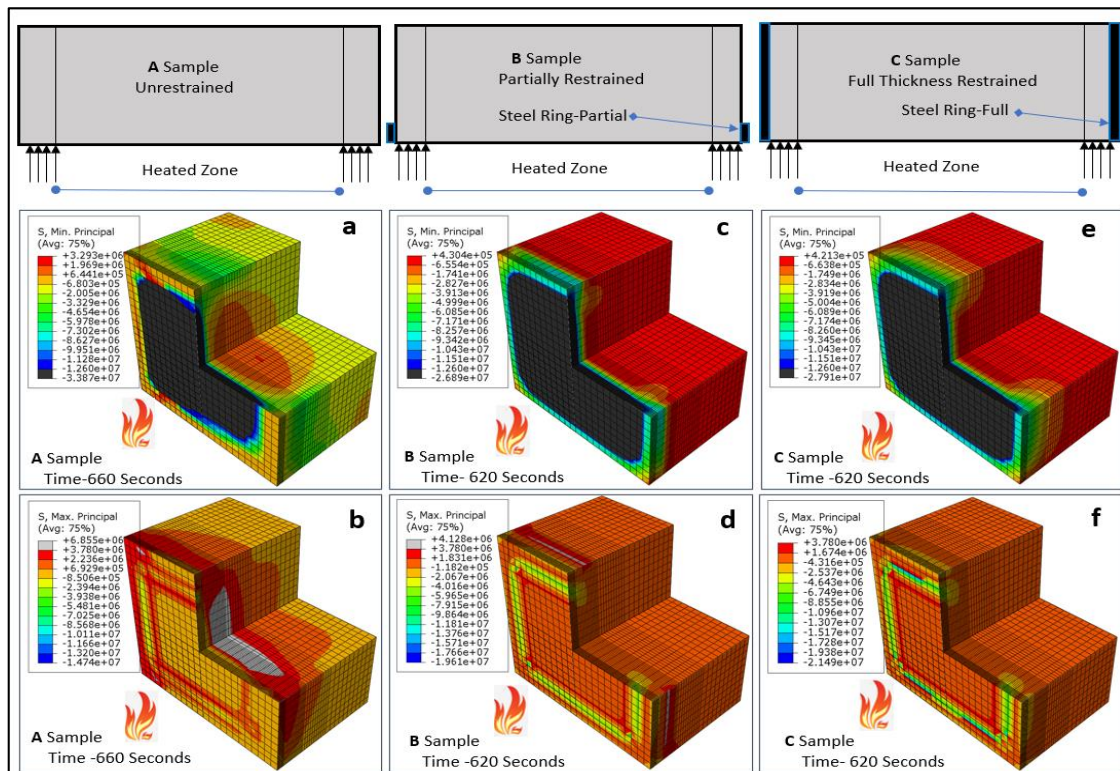 A Sample
Unrestrained
Heated Zone
B Sample
Partially Restrained
Steel Ring-Partial
Heated Zone
C Sample
Full Thickness Restrained
Steel Ring-Full
Heated Zone
a
S, Min. Principal
(Avg: 75%)
+3.293e+06
+1.969e+06
+6.441e+05
-6.803e+05
-2.005e+06
-3.329e+06
-4.654e+06
-5.978e+06
-7.302e+06
-8.627e+06
-9.951e+06
-1.128e+07
-1.260e+07
-3.387e+07
A Sample
Time-660 Seconds
c
S, Min. Principal
(Avg: 75%)
+4.304e+05
-6.554e+05
-1.741e+06
-2.827e+06
-3.913e+06
-4.999e+06
-6.085e+06
-7.171e+06
-8.257e+06
-9.342e+06
-1.043e+07
-1.151e+07
-1.260e+07
-2.689e+07
B Sample
Time- 620 Seconds
e
S, Min. Principal
(Avg: 75%)
+4.213e+05
-6.638e+05
-1.749e+06
-2.834e+06
-3.919e+06
-5.004e+06
-6.089e+06
-7.174e+06
-8.260e+06
-9.345e+06
-1.043e+07
-1.151e+07
-1.260e+07
-2.791e+07
C Sample
Time -620 Seconds
b
S, Max. Principal
(Avg: 75%)
+6.855e+06
+3.780e+06
+2.236e+06
+6.929e+05
-8.506e+05
-2.394e+06
-3.938e+06
-5.481e+06
-7.025e+06
-8.568e+06
-1.011e+07
-1.166e+07
-1.320e+07
-1.474e+07
A Sample
Time -660 Seconds
d
S, Max. Principal
(Avg: 75%)
+4.128e+06
+3.780e+06
+1.831e+06
-1.182e+05
-2.067e+06
-4.016e+06
-5.965e+06
-7.915e+06
-9.864e+06
-1.181e+07
-1.376e+07
-1.571e+07
-1.766e+07
-1.961e+07
B Sample
Time -620 Seconds
f
S, Max. Principal
(Avg: 75%)
+3.780e+06
+1.674e+06
-4.316e+05
-2.537e+06
-4.643e+06
-6.749e+06
-8.855e+06
-1.096e+07
-1.307e+07
-1.517e+07
-1.728e+07
-1.938e+07
-2.149e+07
C Sample
Time- 620 Seconds